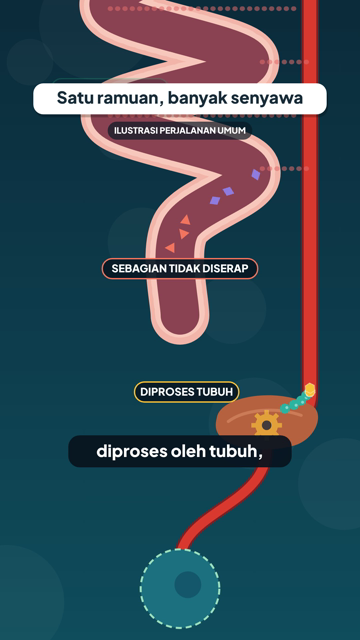 Satu ramuan, banyak senyawa
ILUSTRASI PERJALANAN UMUM
SEBAGIAN TIDAK DISERAP
DIPROSES TUBUH
diproses oleh tubuh,